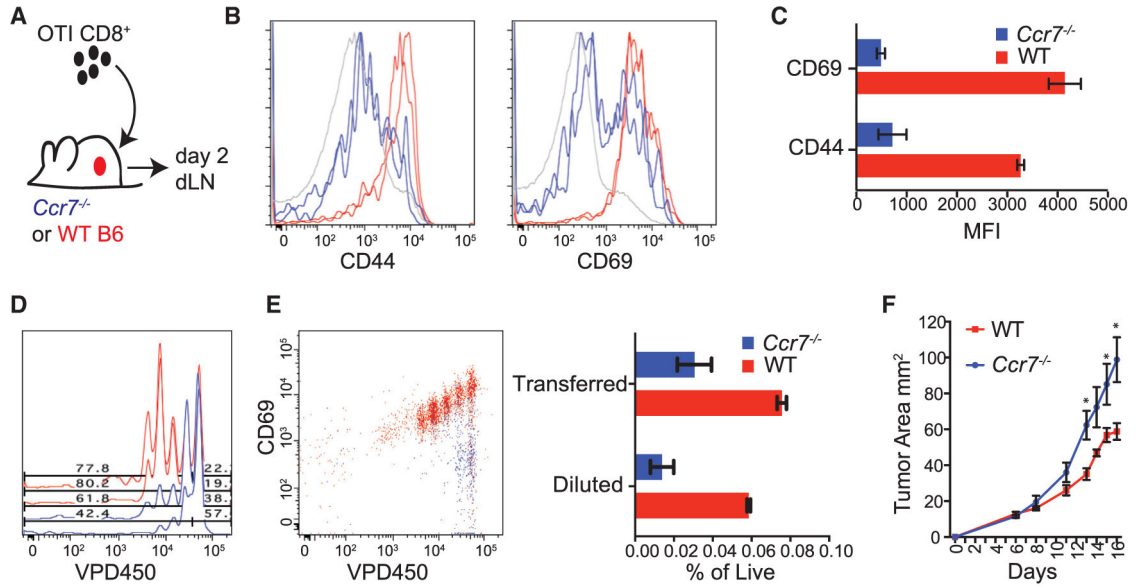 A
OTI CD8⁺
day 2
dLN
Ccr7⁻/⁻
or WT B6
B
0 10² 10³ 10⁴ 10⁵
CD44
0 10² 10³ 10⁴ 10⁵
CD69
C
Ccr7⁻/⁻
WT
CD69
CD44
0 1000 2000 3000 4000 5000
MFI
D
77.8 22.
80.2 19.
61.8 38.
42.4 57.
0 10² 10³ 10⁴ 10⁵
VPD450
E
10⁵
10⁴
10³
10²
0
CD69
0 10² 10³ 10⁴ 10⁵
VPD450
Ccr7⁻/⁻
WT
Transferred
Diluted
0.00 0.02 0.04 0.06 0.08 0.10
% of Live
F
WT
Ccr7⁻/⁻
120
100
80
60
40
20
0
Tumor Area mm²
* * *
0 2 4 6 8 10 12 14 16
Days